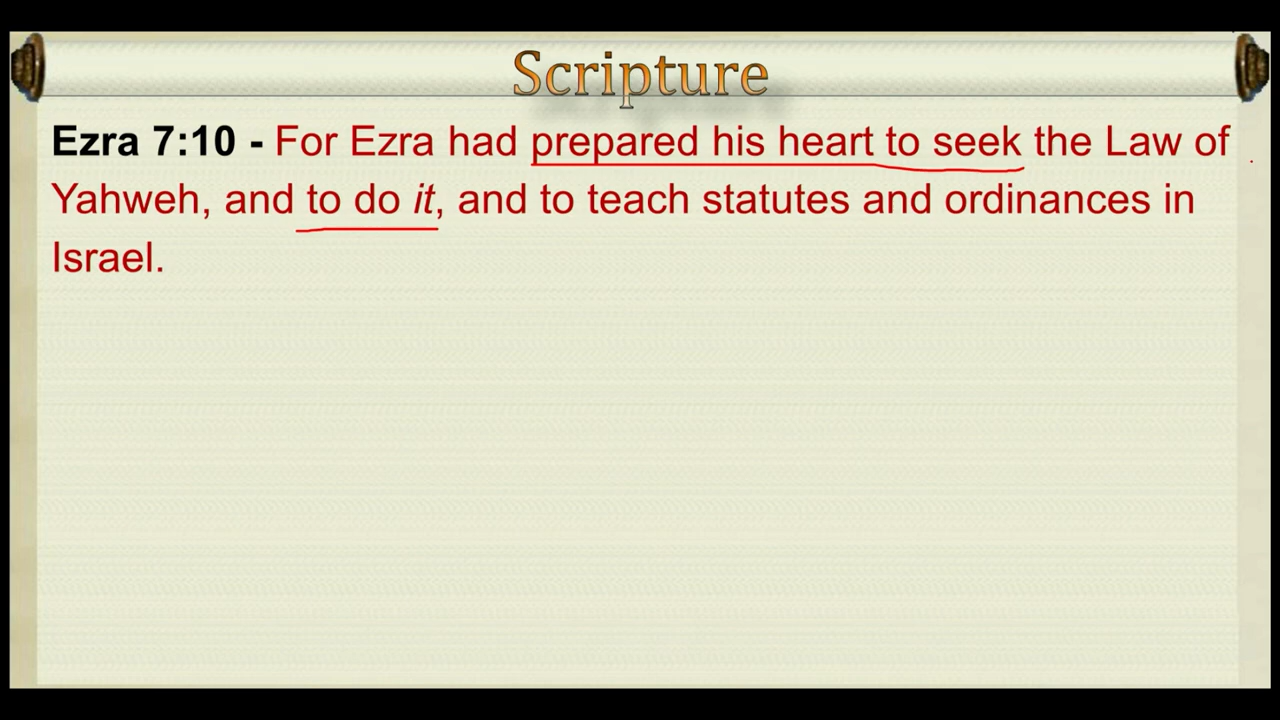 Scripture
Ezra 7:10 - For Ezra had prepared his heart to seek the Law of
Yahweh, and to do it, and to teach statutes and ordinances in
Israel.